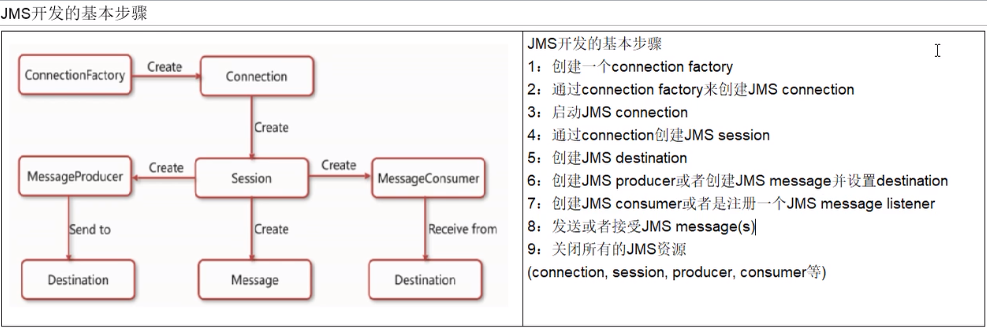 JMS开发的基本步骤
ConnectionFactory
Create
Connection
Create
MessageProducer
Create
Session
Create
MessageConsumer
Send to
Create
Receive from
Destination
Message
Destination
JMS开发的基本步骤
1：创建一个connection factory
2：通过connection factory来创建JMS connection
3：启动JMS connection
4：通过connection创建JMS session
5：创建JMS destination
6：创建JMS producer或者创建JMS message并设置destination
7：创建JMS consumer或者是注册一个JMS message listener
8：发送或者接受JMS message(s)
9：关闭所有的JMS资源
(connection, session, producer, consumer等)